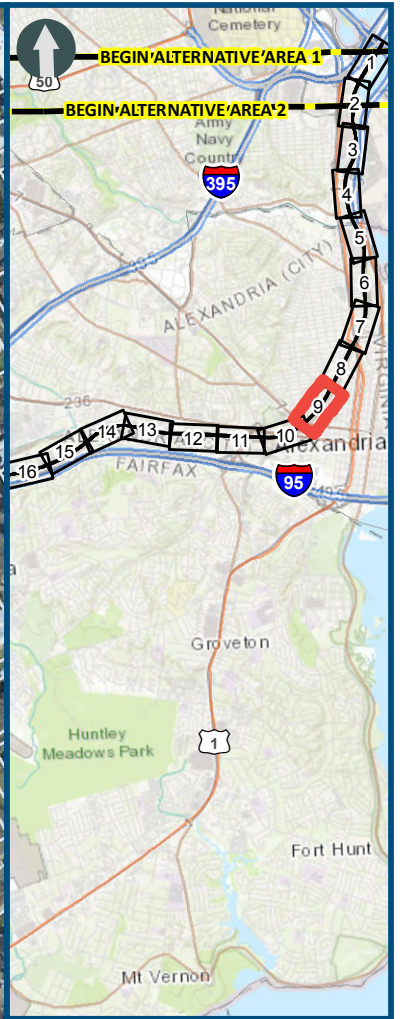 National
Cemetery
50
BEGIN ALTERNATIVE AREA 1
BEGIN ALTERNATIVE AREA 2
1
2
Army
Navy
Country
3
395
4
5
395
ALEXANDRIA (CITY)
6
VIRGINIA
7
8
236
9
14
13
12
11
10
Alexandria
15
16
FAIRFAX
95
495
Groveton
1
Huntley
Meadows Park
Fort Hunt
Mt Vernon